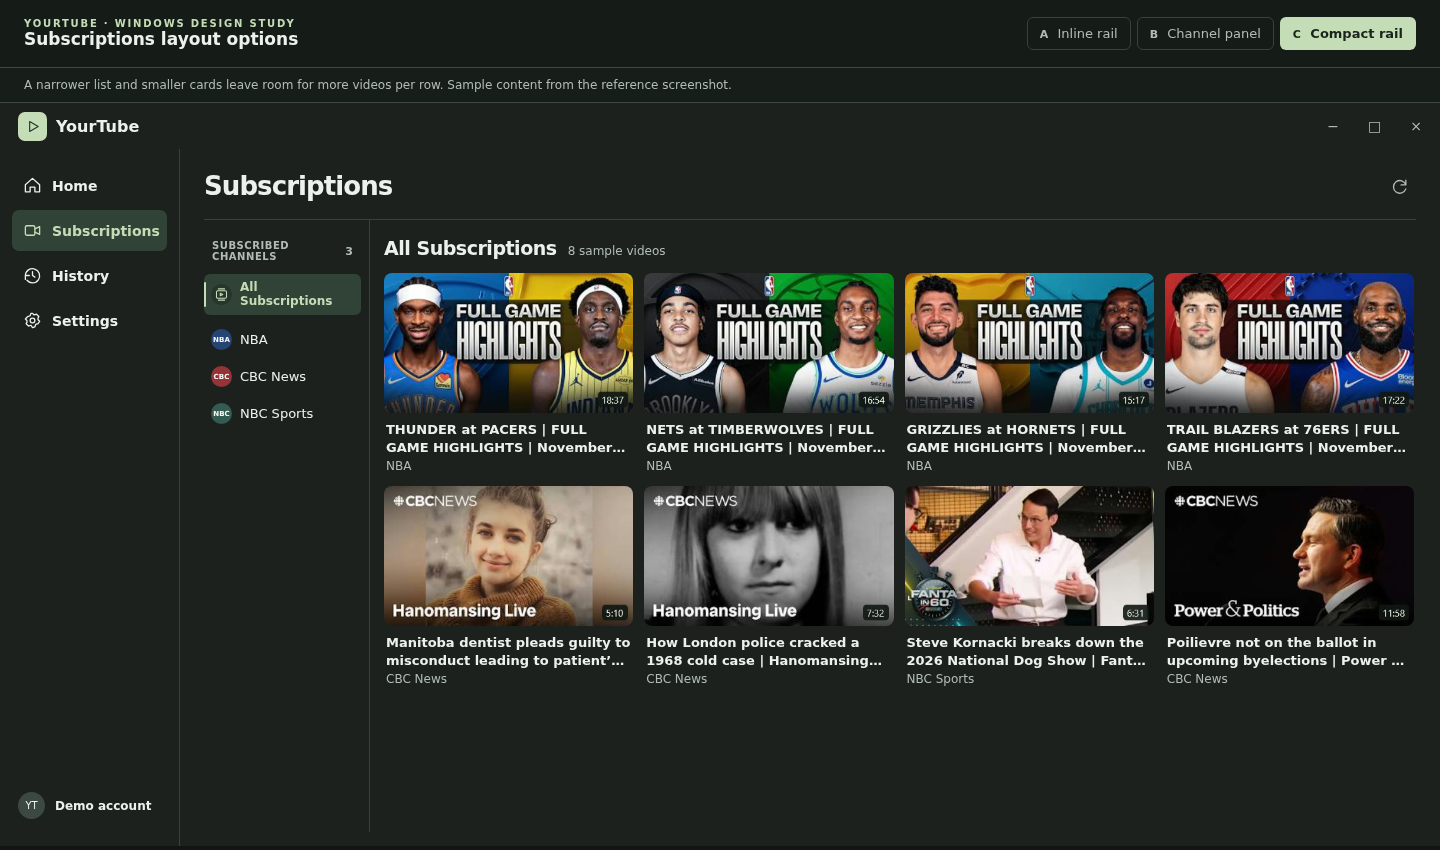 YOURTUBE · WINDOWS DESIGN STUDY
Subscriptions layout options
A Inline rail
B Channel panel
C Compact rail
A narrower list and smaller cards leave room for more videos per row. Sample content from the reference screenshot.
YourTube
Home
Subscriptions
History
Settings
YT Demo account
Subscriptions
SUBSCRIBED
CHANNELS
3
All
Subscriptions
NBA NBA
CBC CBC News
NBC NBC Sports
All Subscriptions 8 sample videos
FULL GAME
HIGHLIGHTS
THUNDER
18:37
THUNDER at PACERS | FULL
GAME HIGHLIGHTS | November…
NBA
FULL GAME
HIGHLIGHTS
BROOKLYN
16:54
NETS at TIMBERWOLVES | FULL
GAME HIGHLIGHTS | November…
NBA
FULL GAME
HIGHLIGHTS
MEMPHIS
15:17
GRIZZLIES at HORNETS | FULL
GAME HIGHLIGHTS | November…
NBA
FULL GAME
HIGHLIGHTS
17:22
TRAIL BLAZERS at 76ERS | FULL
GAME HIGHLIGHTS | November…
NBA
CBCNEWS
Hanomansing Live
5:10
Manitoba dentist pleads guilty to
misconduct leading to patient’…
CBC News
CBCNEWS
Hanomansing Live
7:32
How London police cracked a
1968 cold case | Hanomansing…
CBC News
FANTA
IN 60
6:31
Steve Kornacki breaks down the
2026 National Dog Show | Fant…
NBC Sports
CBCNEWS
Power & Politics
11:58
Poilievre not on the ballot in
upcoming byelections | Power …
CBC News